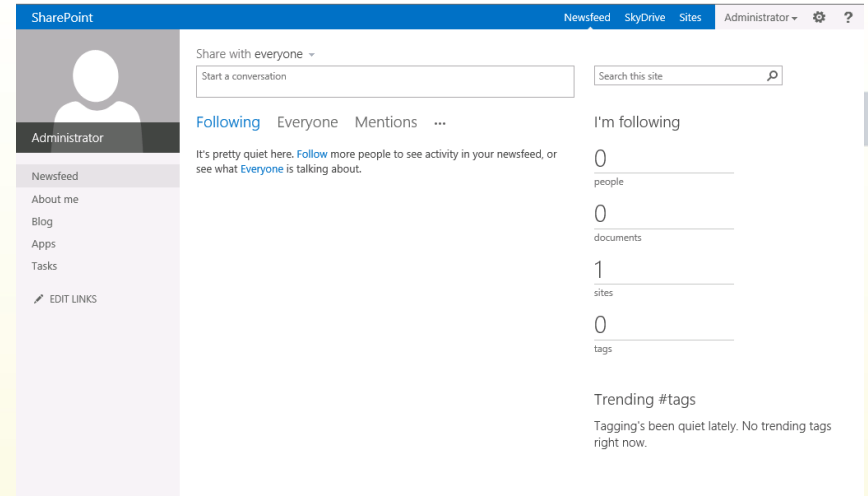 SharePoint
Newsfeed SkyDrive Sites Administrator ?
Administrator
Newsfeed
About me
Blog
Apps
Tasks
EDIT LINKS
Share with everyone
Start a conversation
Following Everyone Mentions ...
It's pretty quiet here. Follow more people to see activity in your newsfeed, or
see what Everyone is talking about.
Search this site
I'm following
0
people
0
documents
1
sites
0
tags
Trending #tags
Tagging's been quiet lately. No trending tags
right now.